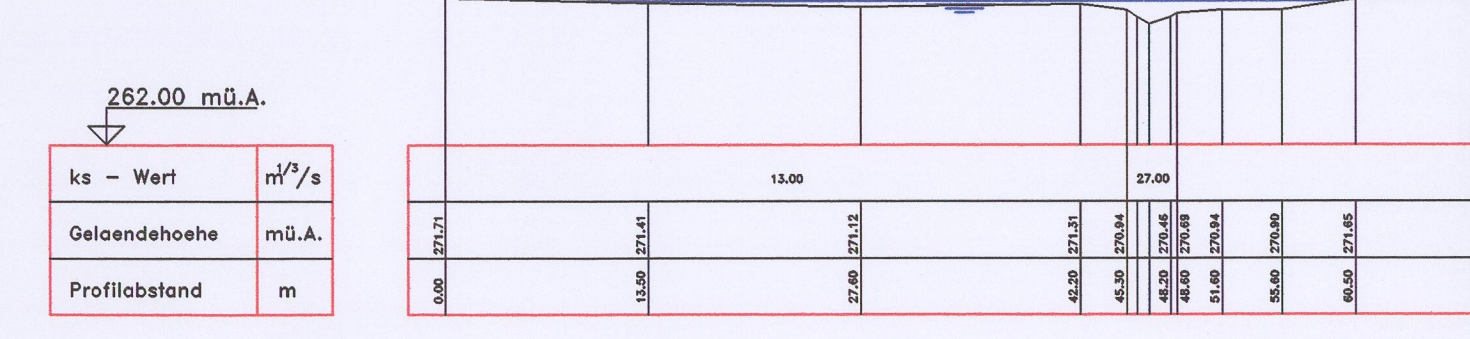 262.00 mü.A.
ks - Wert m1/3/s 13.00 27.00
Gelaendehoehe mü.A. 271.71 271.41 271.12 271.31 270.94 270.46 270.69 270.94 270.90 271.65
Profilabstand m 0.00 13.50 27.60 42.20 45.30 48.20 48.60 51.60 55.60 60.50